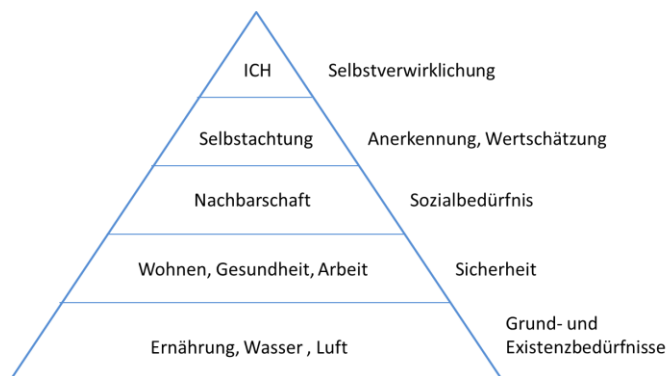 ICH Selbstverwirklichung
Selbstachtung Anerkennung, Wertschätzung
Nachbarschaft Sozialbedürfnis
Wohnen, Gesundheit, Arbeit Sicherheit
Grund- und
Ernährung, Wasser , Luft Existenzbedürfnisse